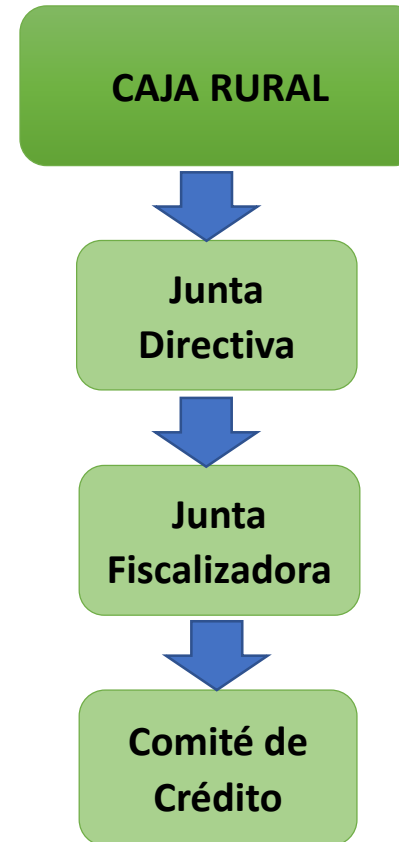 CAJA RURAL
Junta
Directiva
Junta
Fiscalizadora
Comité de
Crédito